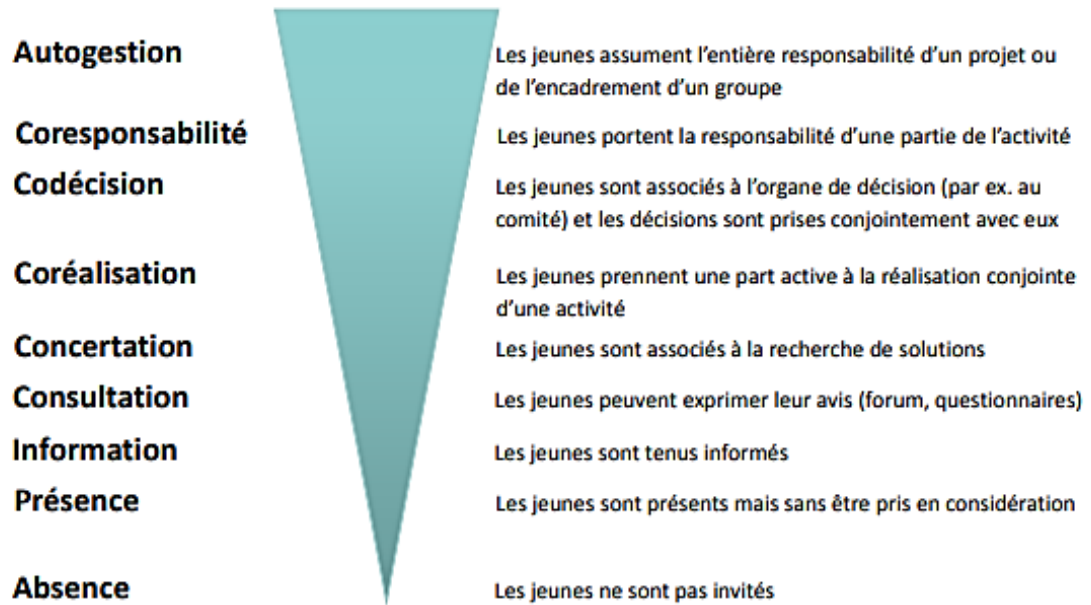 Autogestion
Les jeunes assument l'entière responsabilité d'un projet ou
de l'encadrement d'un groupe
Coresponsabilité
Les jeunes portent la responsabilité d'une partie de l'activité
Codécision
Les jeunes sont associés à l'organe de décision (par ex. au
comité) et les décisions sont prises conjointement avec eux
Coréalisation
Les jeunes prennent une part active à la réalisation conjointe
d'une activité
Concertation
Les jeunes sont associés à la recherche de solutions
Consultation
Les jeunes peuvent exprimer leur avis (forum, questionnaires)
Information
Les jeunes sont tenus informés
Présence
Les jeunes sont présents mais sans être pris en considération
Absence
Les jeunes ne sont pas invités